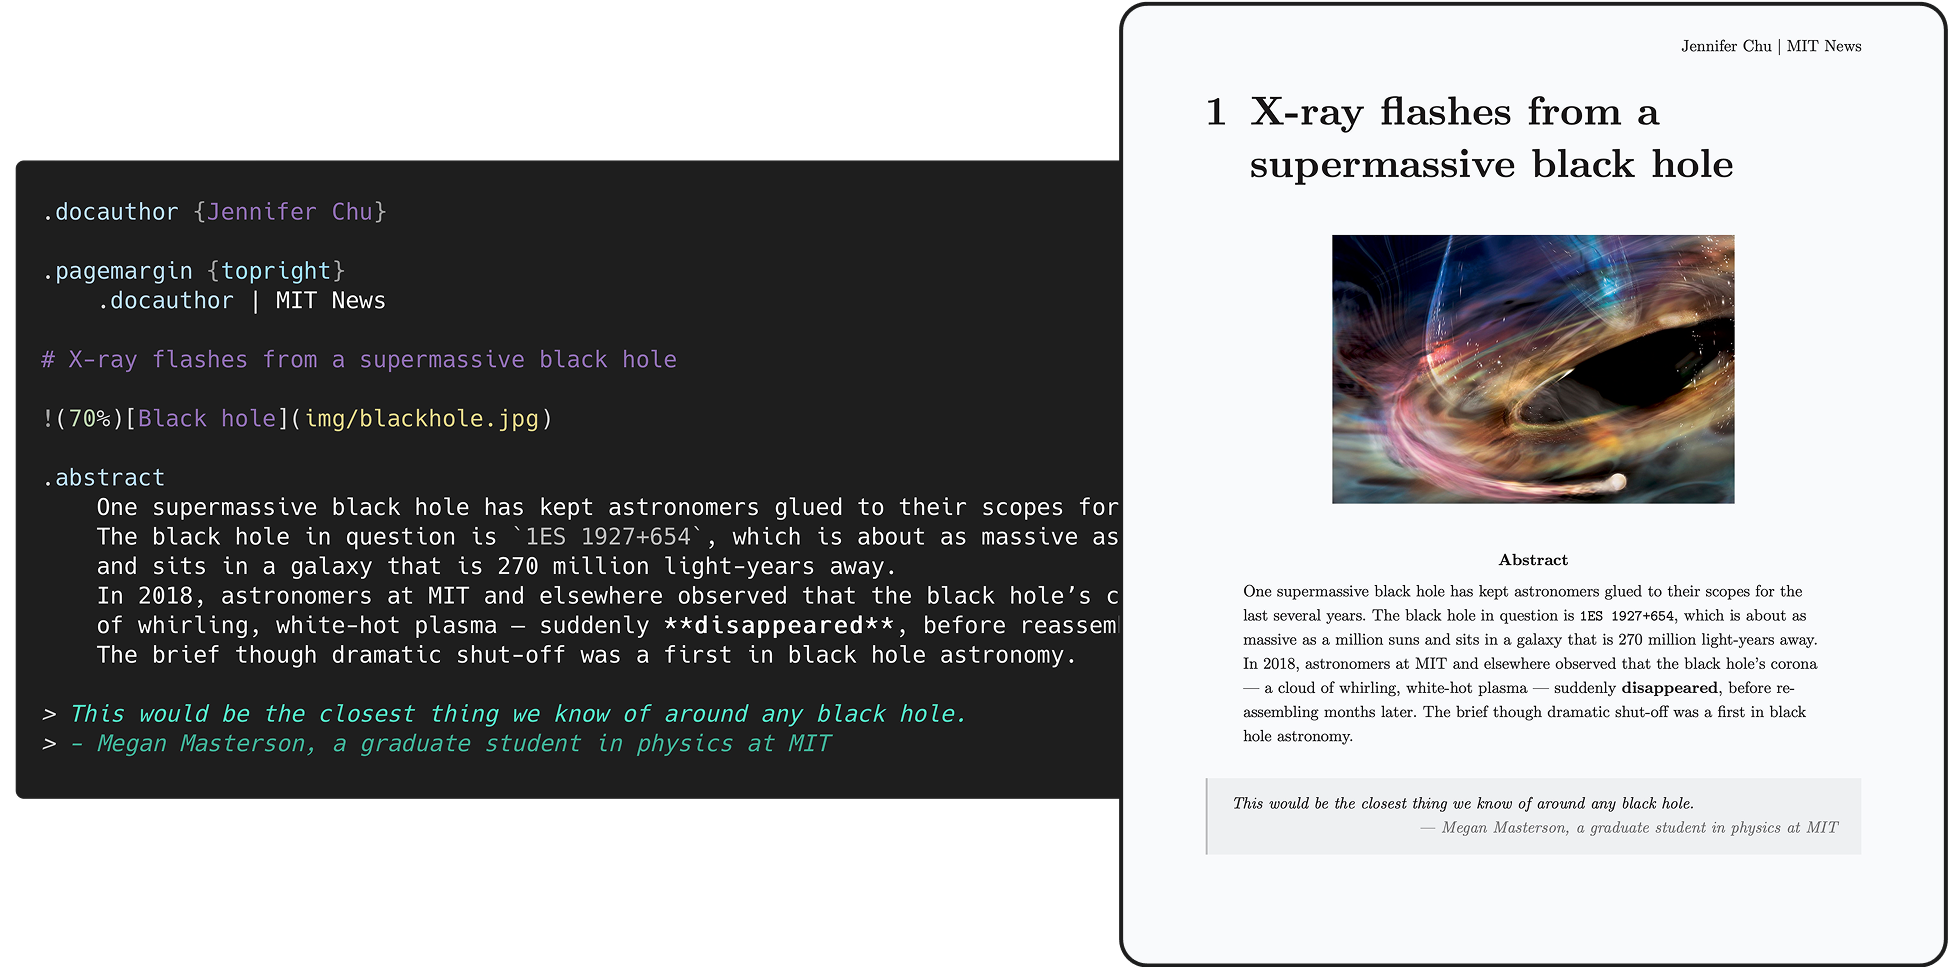 .docauthor {Jennifer Chu}
.pagemargin {topright}
.docauthor | MIT News
# X-ray flashes from a supermassive black hole
!(70%)[Black hole](img/blackhole.jpg)
.abstract
One supermassive black hole has kept astronomers glued to their scopes for
The black hole in question is `1ES 1927+654`, which is about as massive as
and sits in a galaxy that is 270 million light-years away.
In 2018, astronomers at MIT and elsewhere observed that the black hole’s c
of whirling, white-hot plasma — suddenly **disappeared**, before reassem
The brief though dramatic shut-off was a first in black hole astronomy.
> This would be the closest thing we know of around any black hole.
> - Megan Masterson, a graduate student in physics at MIT
Jennifer Chu | MIT News
1 X-ray flashes from a
supermassive black hole
Abstract
One supermassive black hole has kept astronomers glued to their scopes for the
last several years. The black hole in question is 1ES 1927+654, which is about as
massive as a million suns and sits in a galaxy that is 270 million light-years away.
In 2018, astronomers at MIT and elsewhere observed that the black hole’s corona
— a cloud of whirling, white-hot plasma — suddenly disappeared, before re-
assembling months later. The brief though dramatic shut-off was a first in black
hole astronomy.
This would be the closest thing we know of around any black hole.
— Megan Masterson, a graduate student in physics at MIT